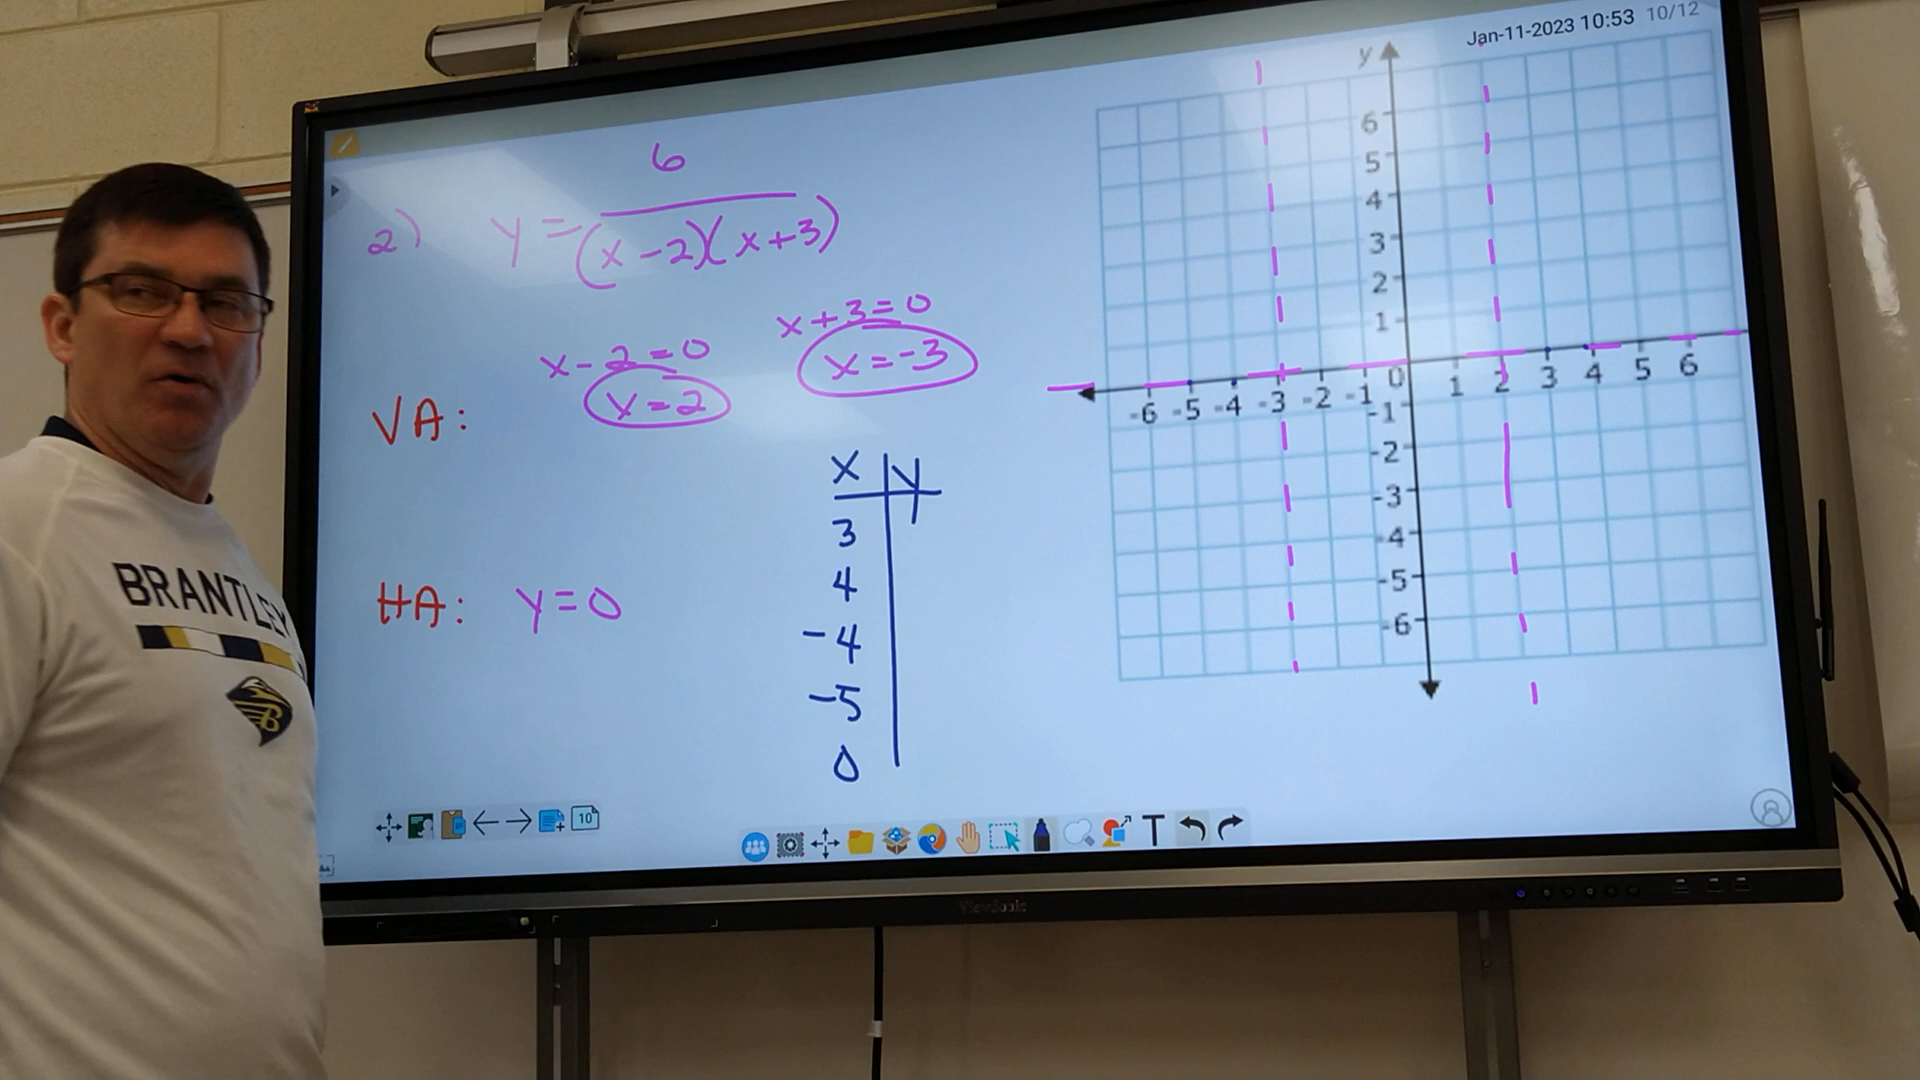 Jan-11-2023 10:53 10/12
2) y = 6/(x-2)(x+3)
x-2=0 x+3=0
x=2 x=-3
VA:
HA: y=0
x y
3
4
-4
-5
0
y
6
5
4
3
2
1
-6 -5 -4 -3 -2 -1 0 1 2 3 4 5 6
-1
-2
-3
-4
-5
-6
BRANTLEY
B
10
T
ViewSonic